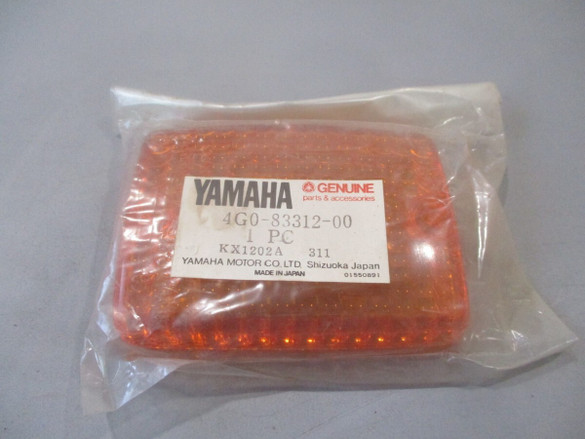 YAMAHA GENUINE
parts & accessories
4G0-83312-00
1 PC
KX1202A 311
YAMAHA MOTOR CO. LTD. Shizuoka Japan
MADE IN JAPAN 01550891